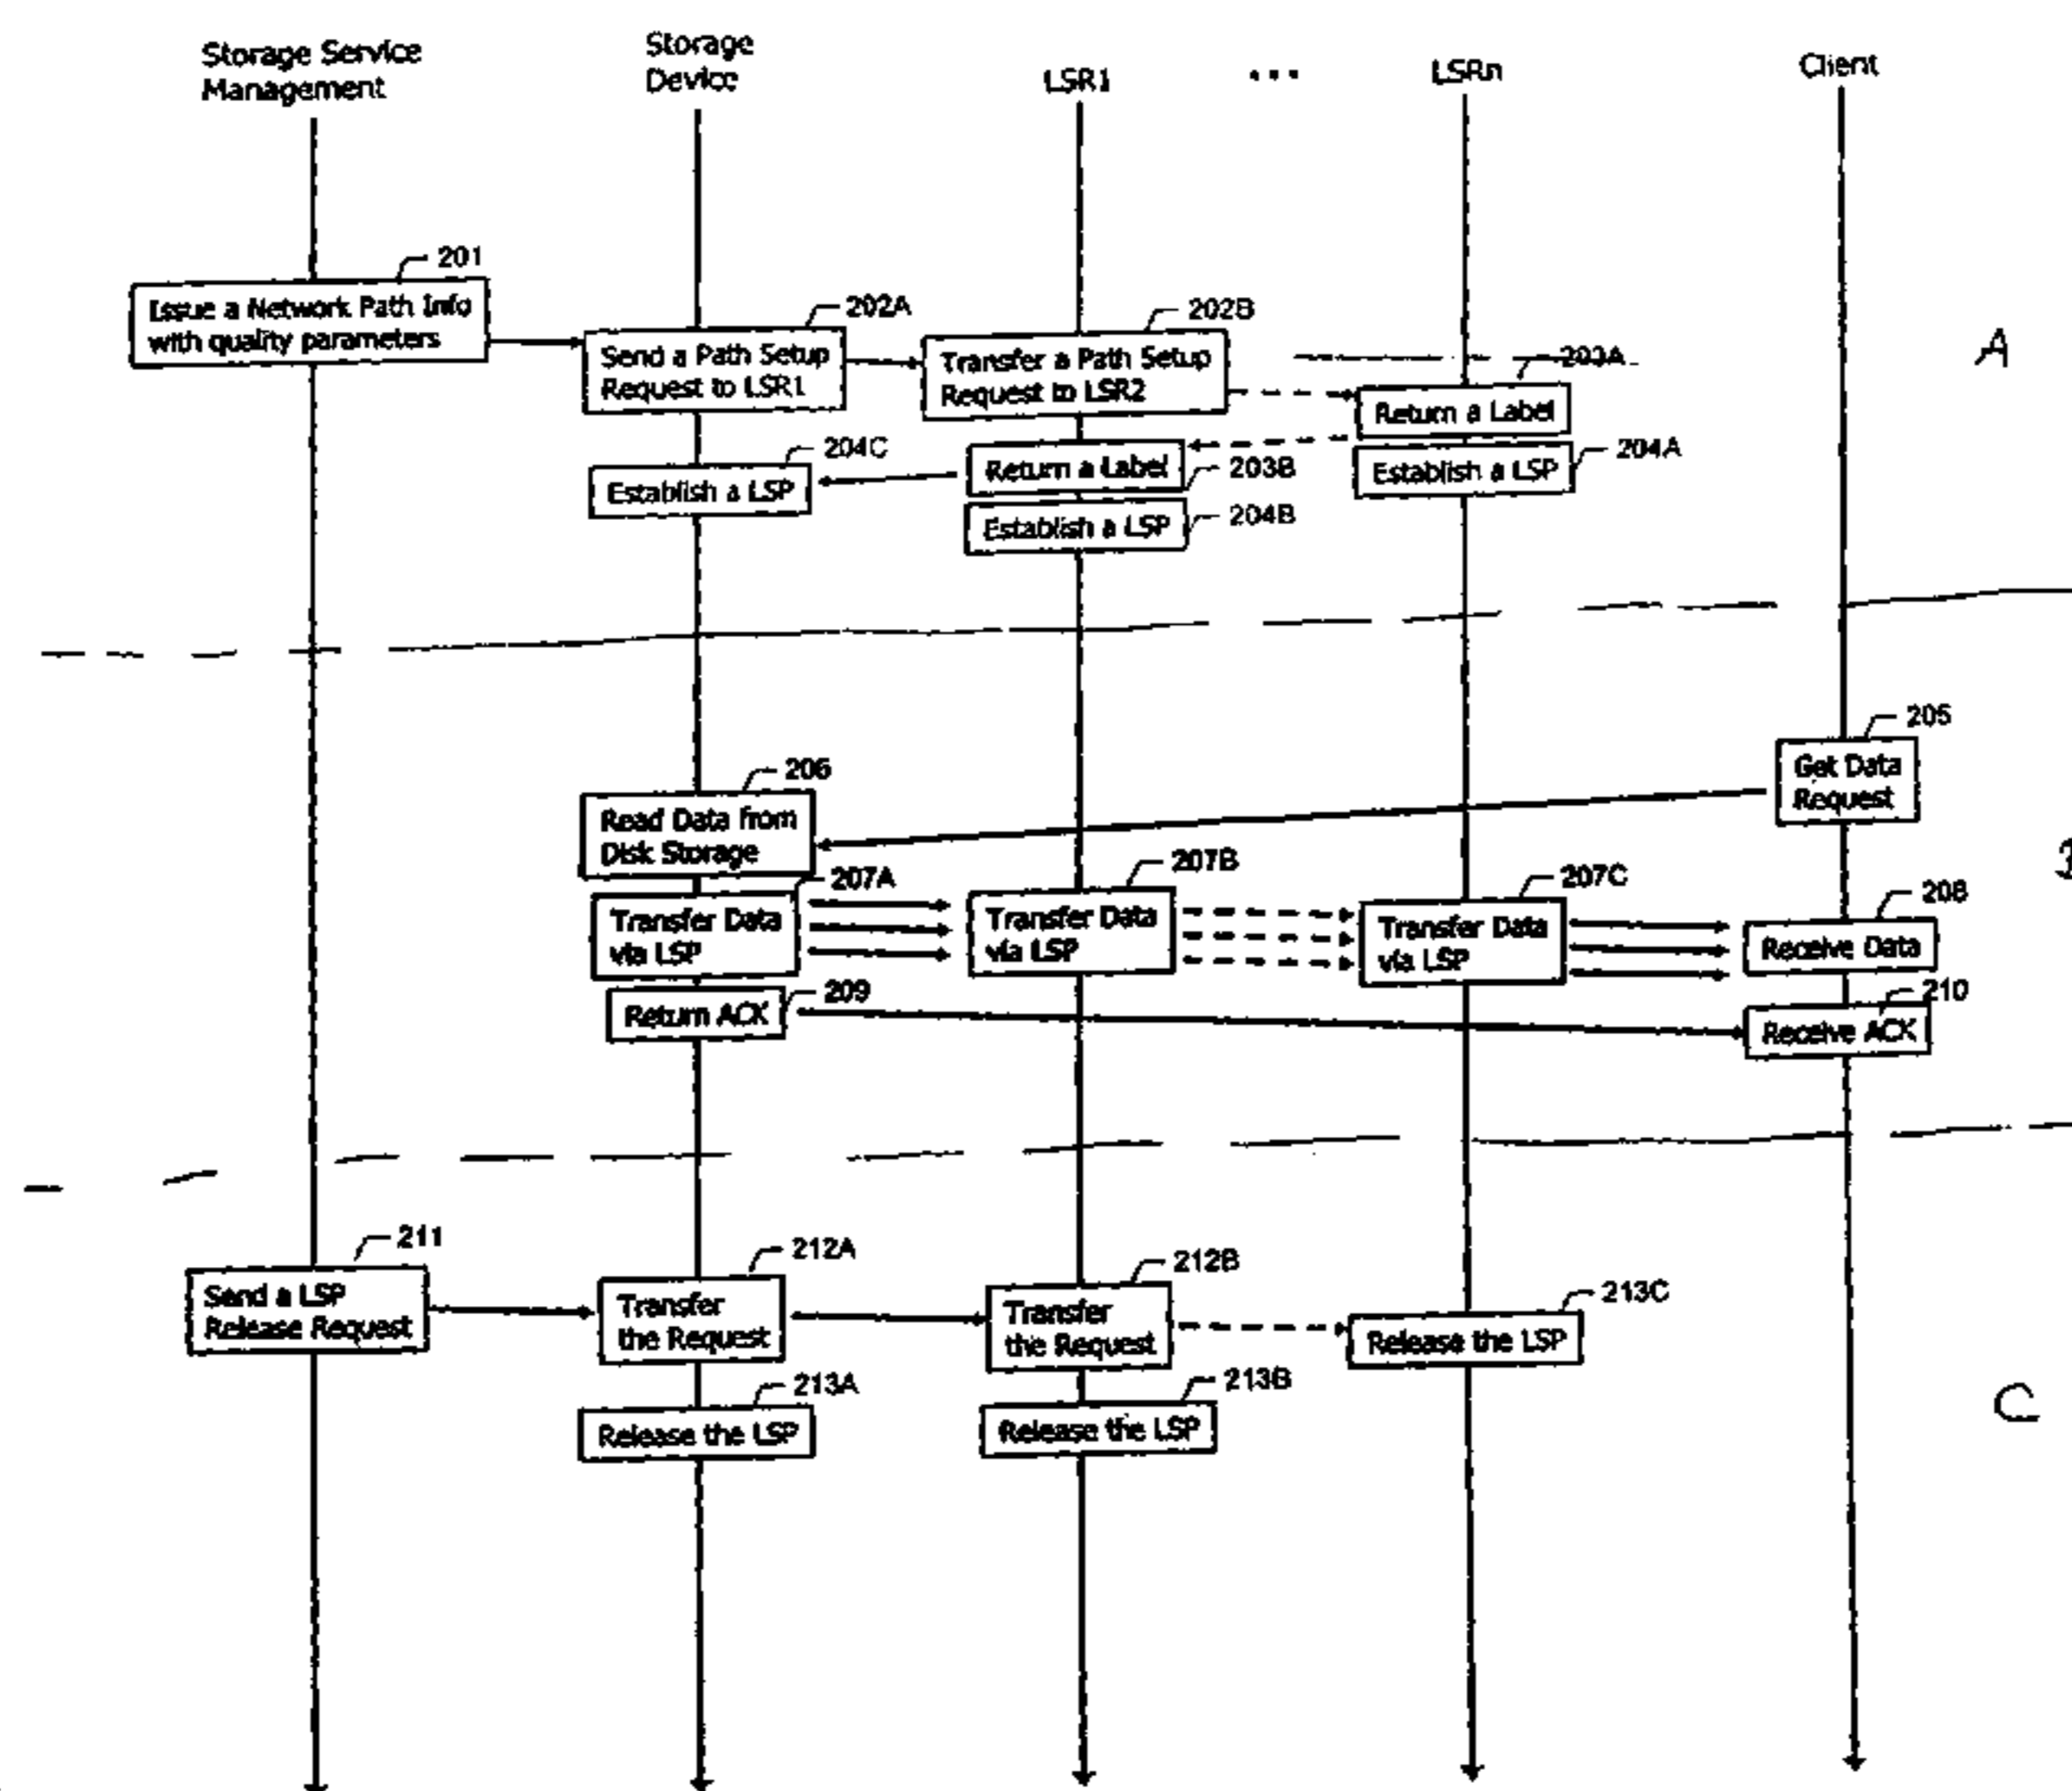 Storage Service
Management
Storage
Device
LSR1
...
LSRn
Client
201
Issue a Network Path Info
with quality parameters
202A
Send a Path Setup
Request to LSR1
202B
Transfer a Path Setup
Request to LSR2
203A
Return a Label
A
204C
Establish a LSP
Return a Label
203B
Establish a LSP
204A
Establish a LSP
204B
205
Get Data
Request
206
Read Data from
Disk Storage
207A
Transfer Data
via LSP
207B
Transfer Data
via LSP
207C
Transfer Data
via LSP
208
Receive Data
209
Return ACK
210
Receive ACK
211
Send a LSP
Release Request
212A
Transfer
the Request
212B
Transfer
the Request
213C
Release the LSP
213A
Release the LSP
213B
Release the LSP
C